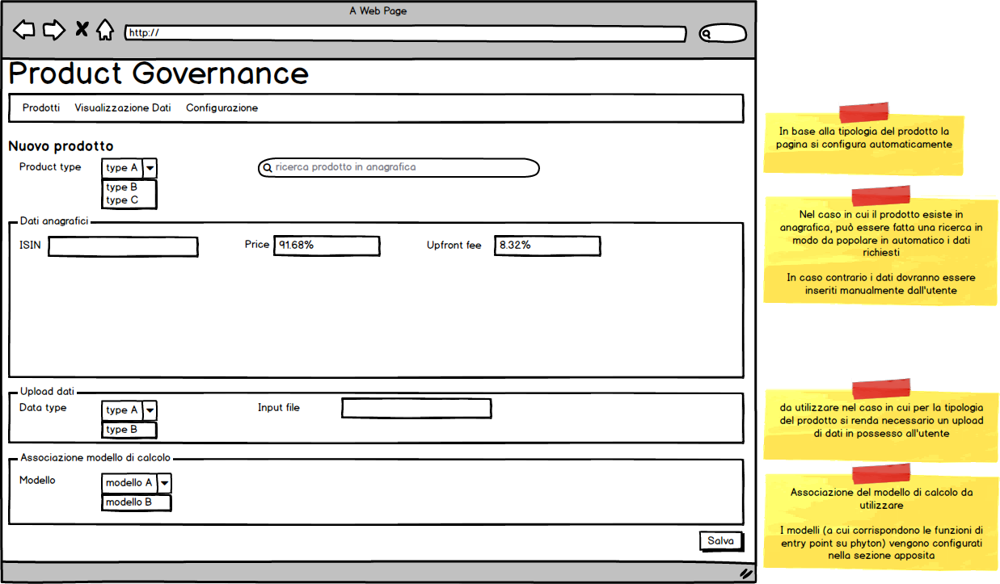 A Web Page
http://
Product Governance
Prodotti Visualizzazione Dati Configurazione
Nuovo prodotto
Product type type A ricerca prodotto in anagrafica
type B
type C
Dati anagrafici
ISIN Price 91.68% Upfront fee 8.32%
Upload dati
Data type type A Input file
type B
Associazione modello di calcolo
Modello modello A
modello B
Salva
In base alla tipologia del prodotto la
pagina si configura automaticamente
Nel caso in cui il prodotto esiste in
anagrafica, può essere fatta una ricerca in
modo da popolare in automatico i dati
richiesti
In caso contrario i dati dovranno essere
inseriti manualmente dall'utente
da utilizzare nel caso in cui per la tipologia
del prodotto si renda necessario un upload
di dati in possesso all'utente
Associazione del modello di calcolo da
utilizzare
I modelli (a cui corrispondono le funzioni di
entry point su phyton) vengono configurati
nella sezione apposita